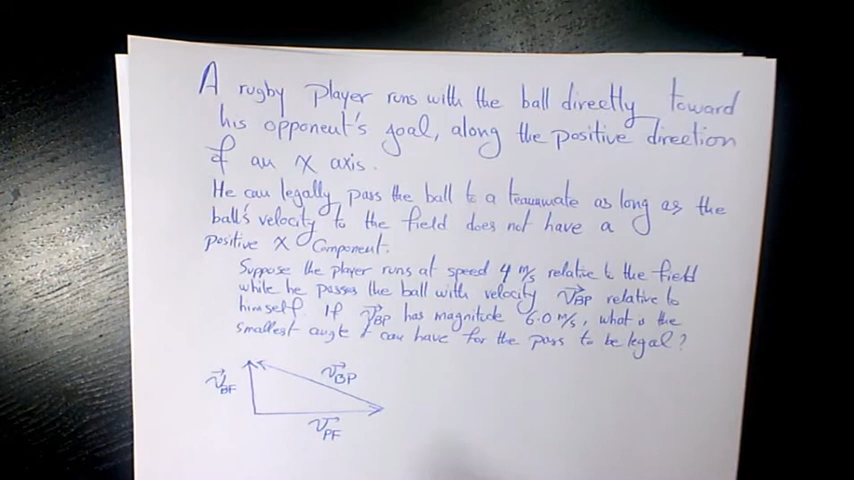 A rugby player runs with the ball directly toward
his opponent's goal, along the positive direction
of an x axis.
He can legally pass the ball to a teammate as long as the
ball's velocity to the field does not have a
positive x component.
Suppose the player runs at speed 4 m/s relative to the field
while he passes the ball with velocity v⃗BP relative to
himself. If v⃗BP has magnitude 6.0 m/s, what is the
smallest angle it can have for the pass to be legal?
v⃗BP
v⃗BF
v⃗PF